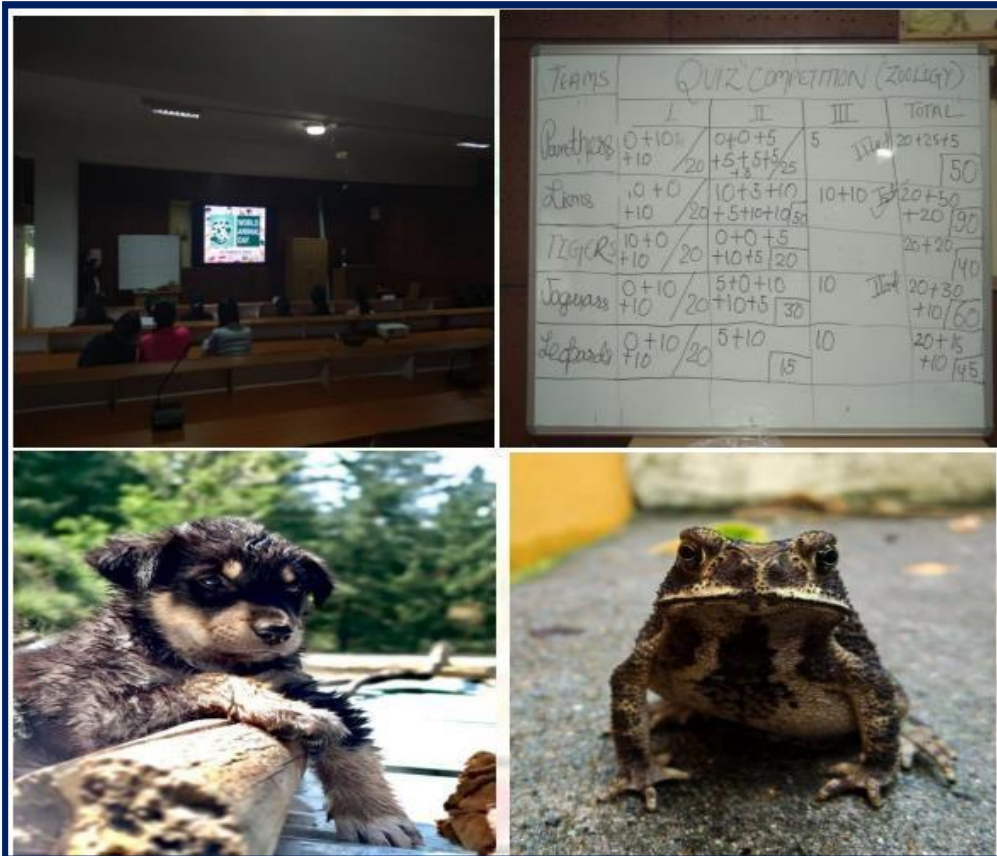 WORLD
ANIMAL
DAY
TEAMS
QUIZ COMPETITION (ZOOLOGY)
I II III TOTAL
Panthers 0+10 0+0+5 5 IIIrd 20+25+5
+10 /20 +5+5+5 /25 50
Lions 0+0 10+5+10 10+10 Ist 20+50
+10 /20 +5+10+10 /50 +20 90
TIGERS 10+0 0+0+5 20+20
+10 /20 +10+5 20 40
Jaguars 0+10 5+0+10 10 IInd 20+30
+10 /20 +10+5 30 +10 60
Leopards 0+10 5+10 10 20+15
+10 /20 15 +10 45